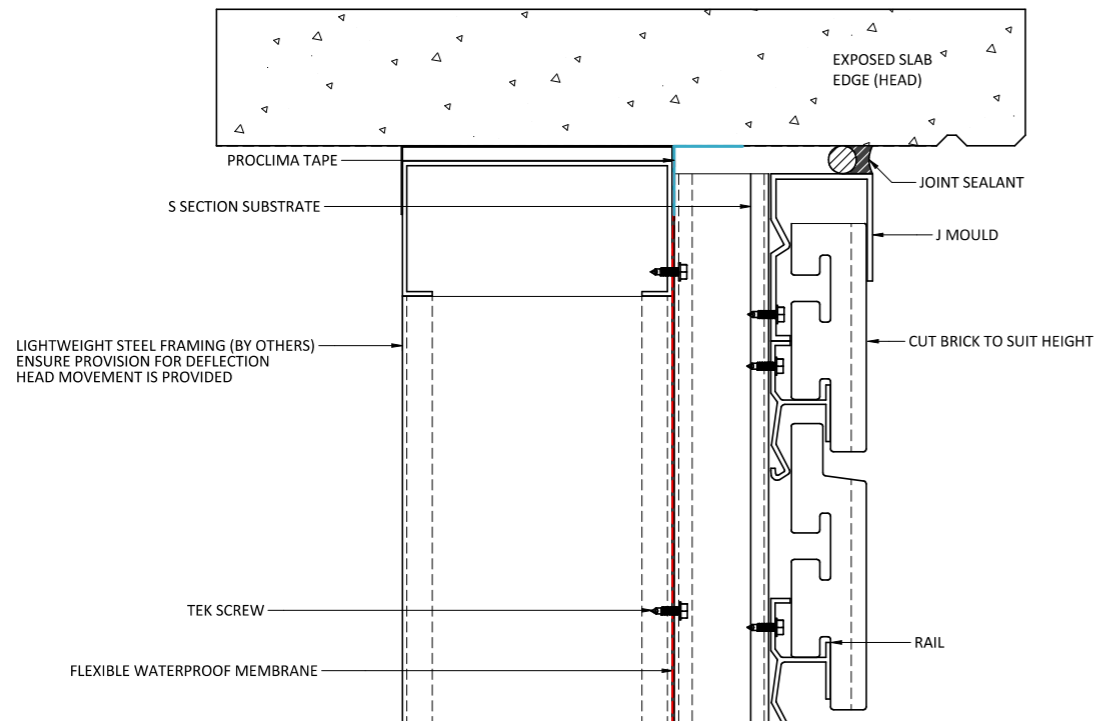 EXPOSED SLAB
EDGE (HEAD)
PROCLIMA TAPE
JOINT SEALANT
S SECTION SUBSTRATE
J MOULD
LIGHTWEIGHT STEEL FRAMING (BY OTHERS)
ENSURE PROVISION FOR DEFLECTION
HEAD MOVEMENT IS PROVIDED
CUT BRICK TO SUIT HEIGHT
TEK SCREW
RAIL
FLEXIBLE WATERPROOF MEMBRANE